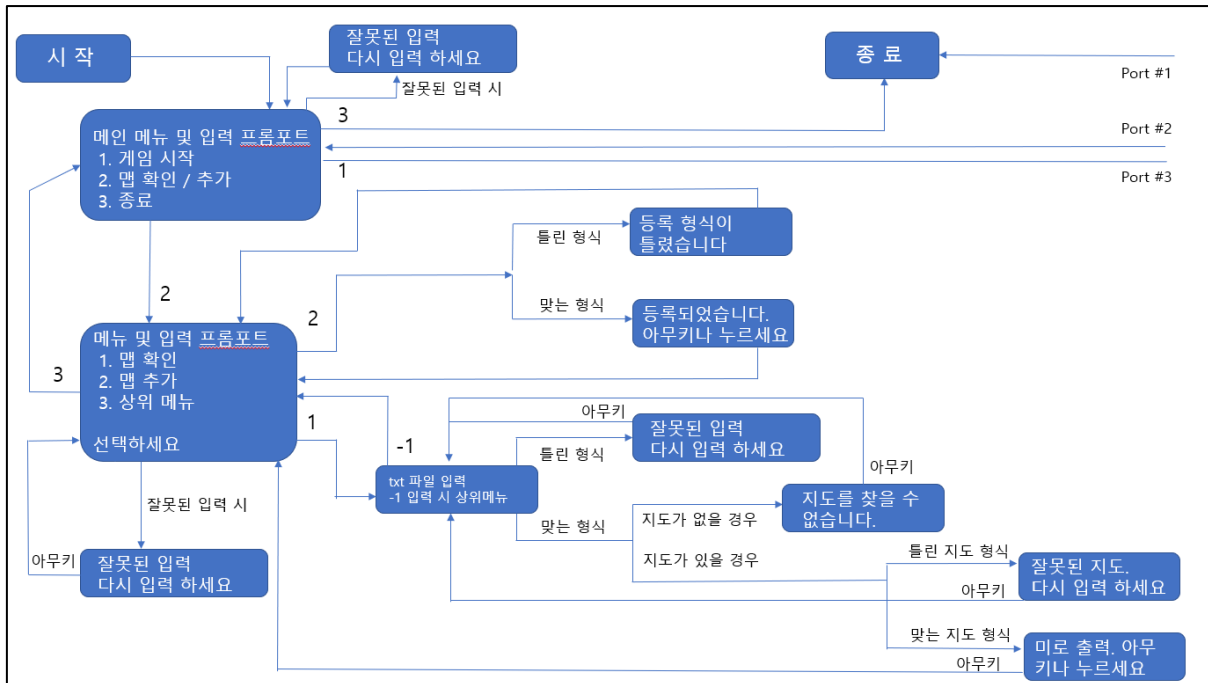 시 작
잘못된 입력
다시 입력 하세요
종 료
Port #1
잘못된 입력 시
메인 메뉴 및 입력 프롬포트
1. 게임 시작
2. 맵 확인 / 추가
3. 종료
3
Port #2
1
Port #3
등록 형식이
틀렸습니다
틀린 형식
2
맞는 형식
등록되었습니다.
아무키나 누르세요
2
메뉴 및 입력 프롬포트
1. 맵 확인
2. 맵 추가
3. 상위 메뉴
선택하세요
3
1
-1
아무키
잘못된 입력
다시 입력 하세요
틀린 형식
txt 파일 입력
-1 입력 시 상위메뉴
아무키
지도를 찾을 수
없습니다.
맞는 형식
지도가 없을 경우
지도가 있을 경우
잘못된 입력 시
아무키
잘못된 입력
다시 입력 하세요
틀린 지도 형식
잘못된 지도.
다시 입력 하세요
아무키
맞는 지도 형식
미로 출력. 아무
키나 누르세요
아무키